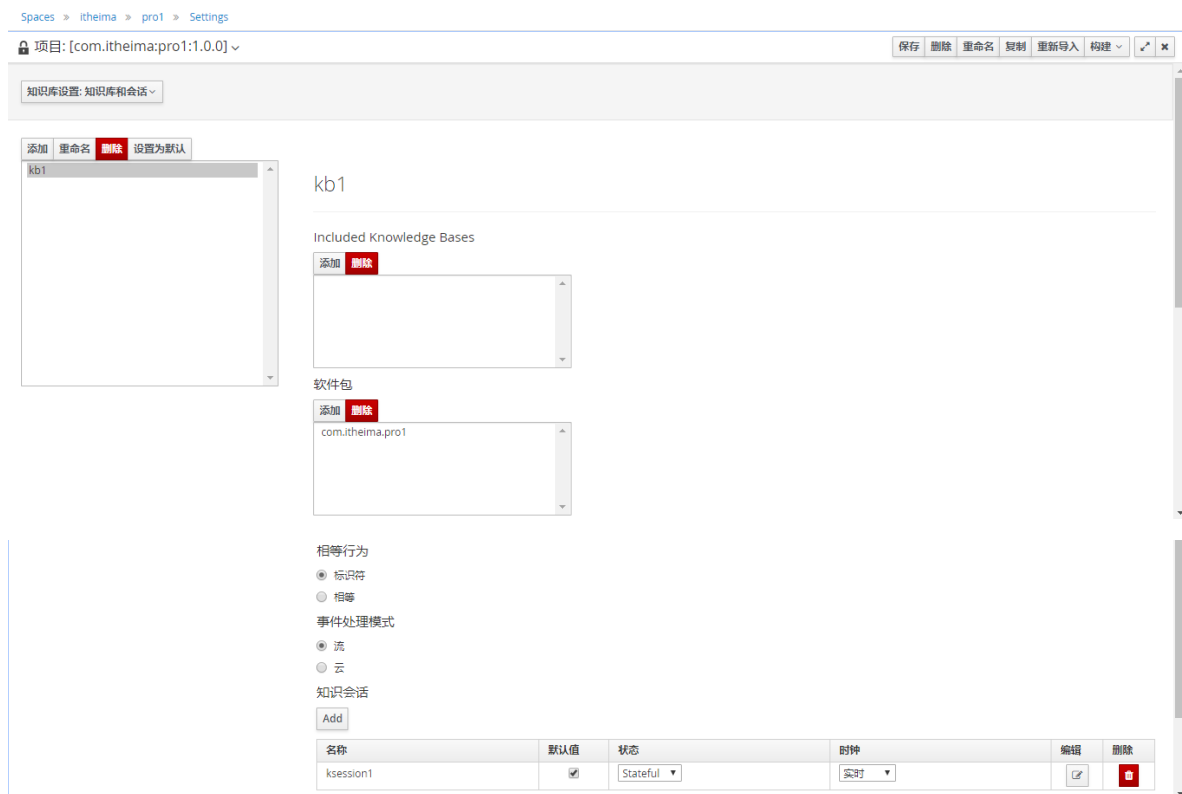 Spaces » itheima » pro1 » Settings
项目: [com.itheima:pro1:1.0.0]
保存 删除 重命名 复制 重新导入 构建
知识库设置: 知识库和会话
添加 重命名 删除 设置为默认
kb1
kb1
Included Knowledge Bases
添加 删除
软件包
添加 删除
com.itheima.pro1
相等行为
标识符
相等
事件处理模式
流
云
知识会话
Add
名称 默认值 状态 时钟 编辑 删除
ksession1 Stateful 实时